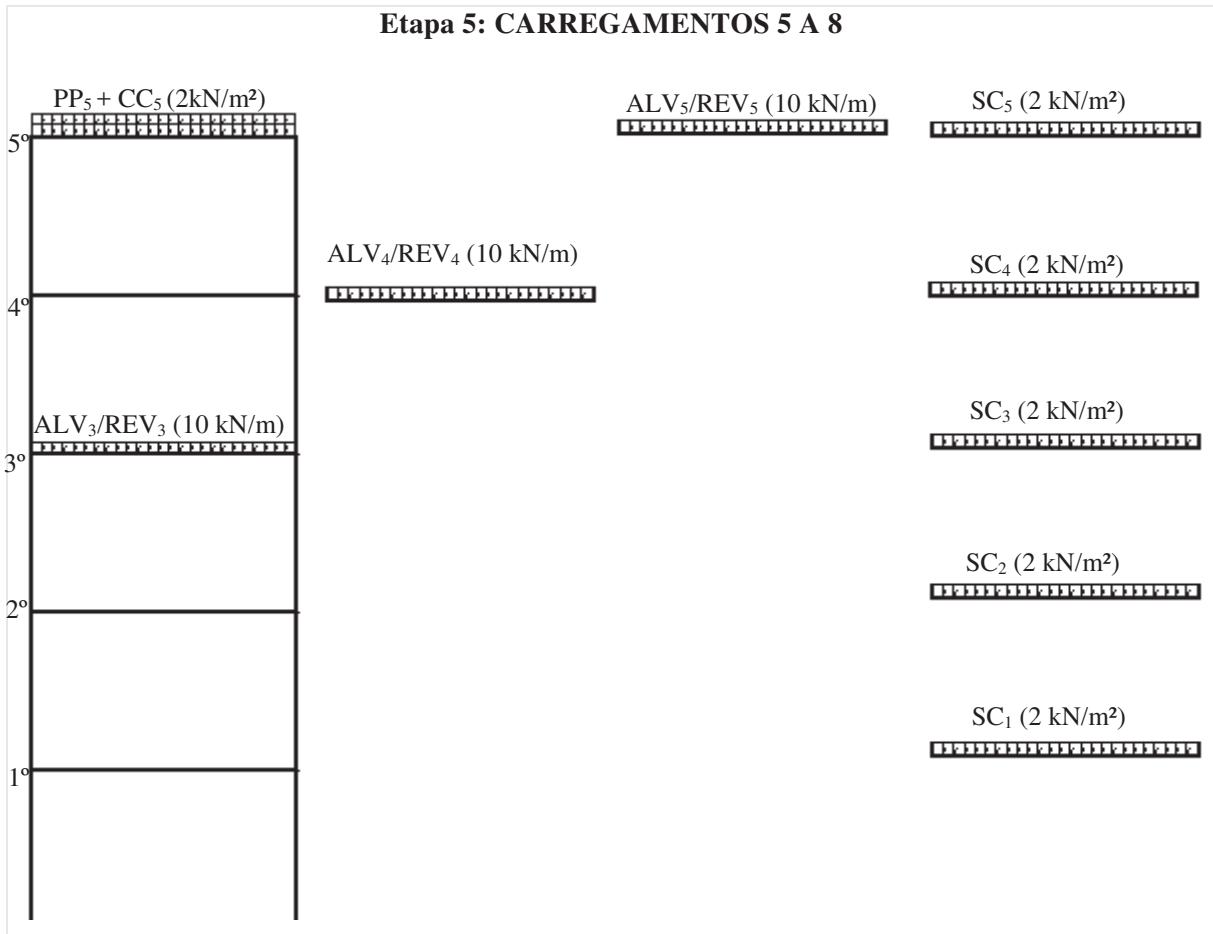 Etapa 5: CARREGAMENTOS 5 A 8
PP₅ + CC₅ (2kN/m²)
ALV₅/REV₅ (10 kN/m)
SC₅ (2 kN/m²)
5º
ALV₄/REV₄ (10 kN/m)
SC₄ (2 kN/m²)
4º
ALV₃/REV₃ (10 kN/m)
SC₃ (2 kN/m²)
3º
SC₂ (2 kN/m²)
2º
SC₁ (2 kN/m²)
1º